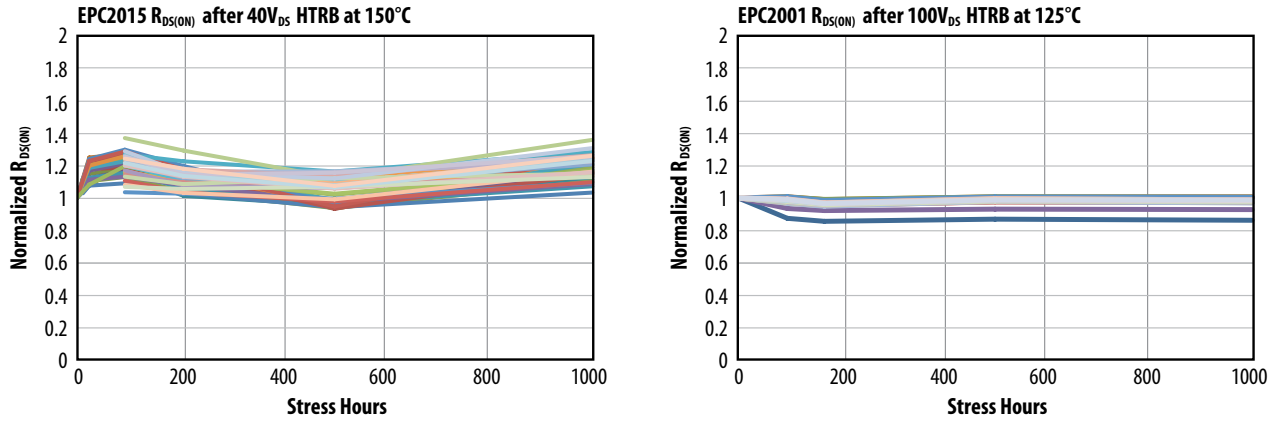 EPC2015 RDS(ON) after 40VDS HTRB at 150°C
2
1.8
1.6
1.4
1.2
1
0.8
0.6
0.4
0.2
0
Normalized RDS(ON)
0 200 400 600 800 1000
Stress Hours
EPC2001 RDS(ON) after 100VDS HTRB at 125°C
2
1.8
1.6
1.4
1.2
1
0.8
0.6
0.4
0.2
0
Normalized RDS(ON)
0 200 400 600 800 1000
Stress Hours